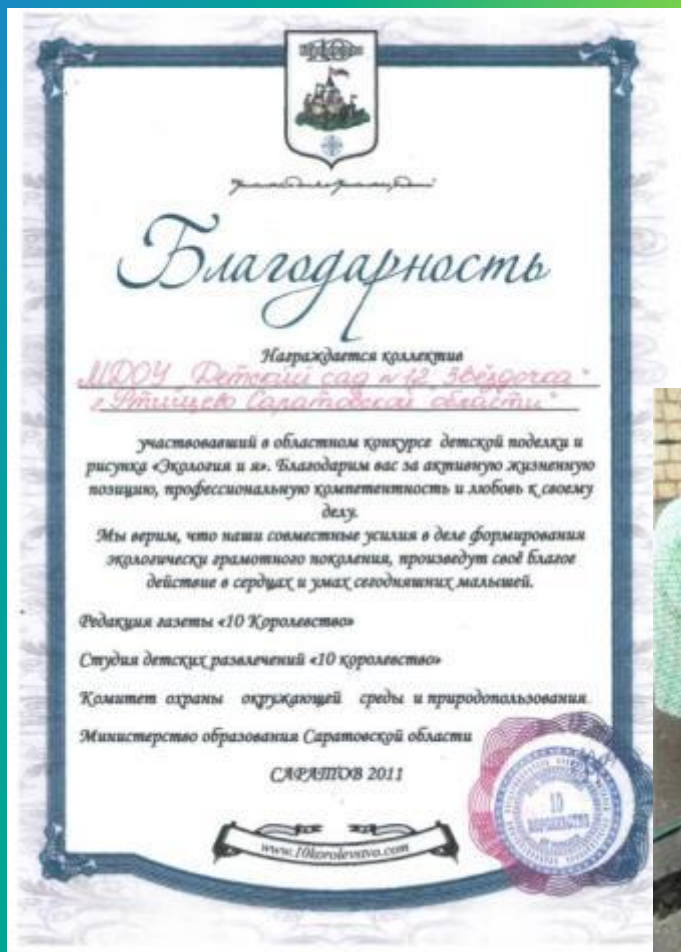 Благодарность
Награждается коллектив
МДОУ "Детский сад №12 "Звёздочка"
г. Ртищево Саратовской области"
участвовавший в областном конкурсе детской поделки и
рисунка «Экология и я». Благодарим вас за активную жизненную
позицию, профессиональную компетентность и любовь к своему
делу.
Мы верим, что наши совместные усилия в деле формирования
экологически грамотного поколения, произведут своё благое
действие в сердцах и умах сегодняшних малышей.
Редакция газеты «10 Королевство»
Студия детских развлечений «10 королевство»
Комитет охраны окружающей среды и природопользования
Министерство образования Саратовской области
САРАТОВ 2011
10
королевство
www.10korolevstvo.com